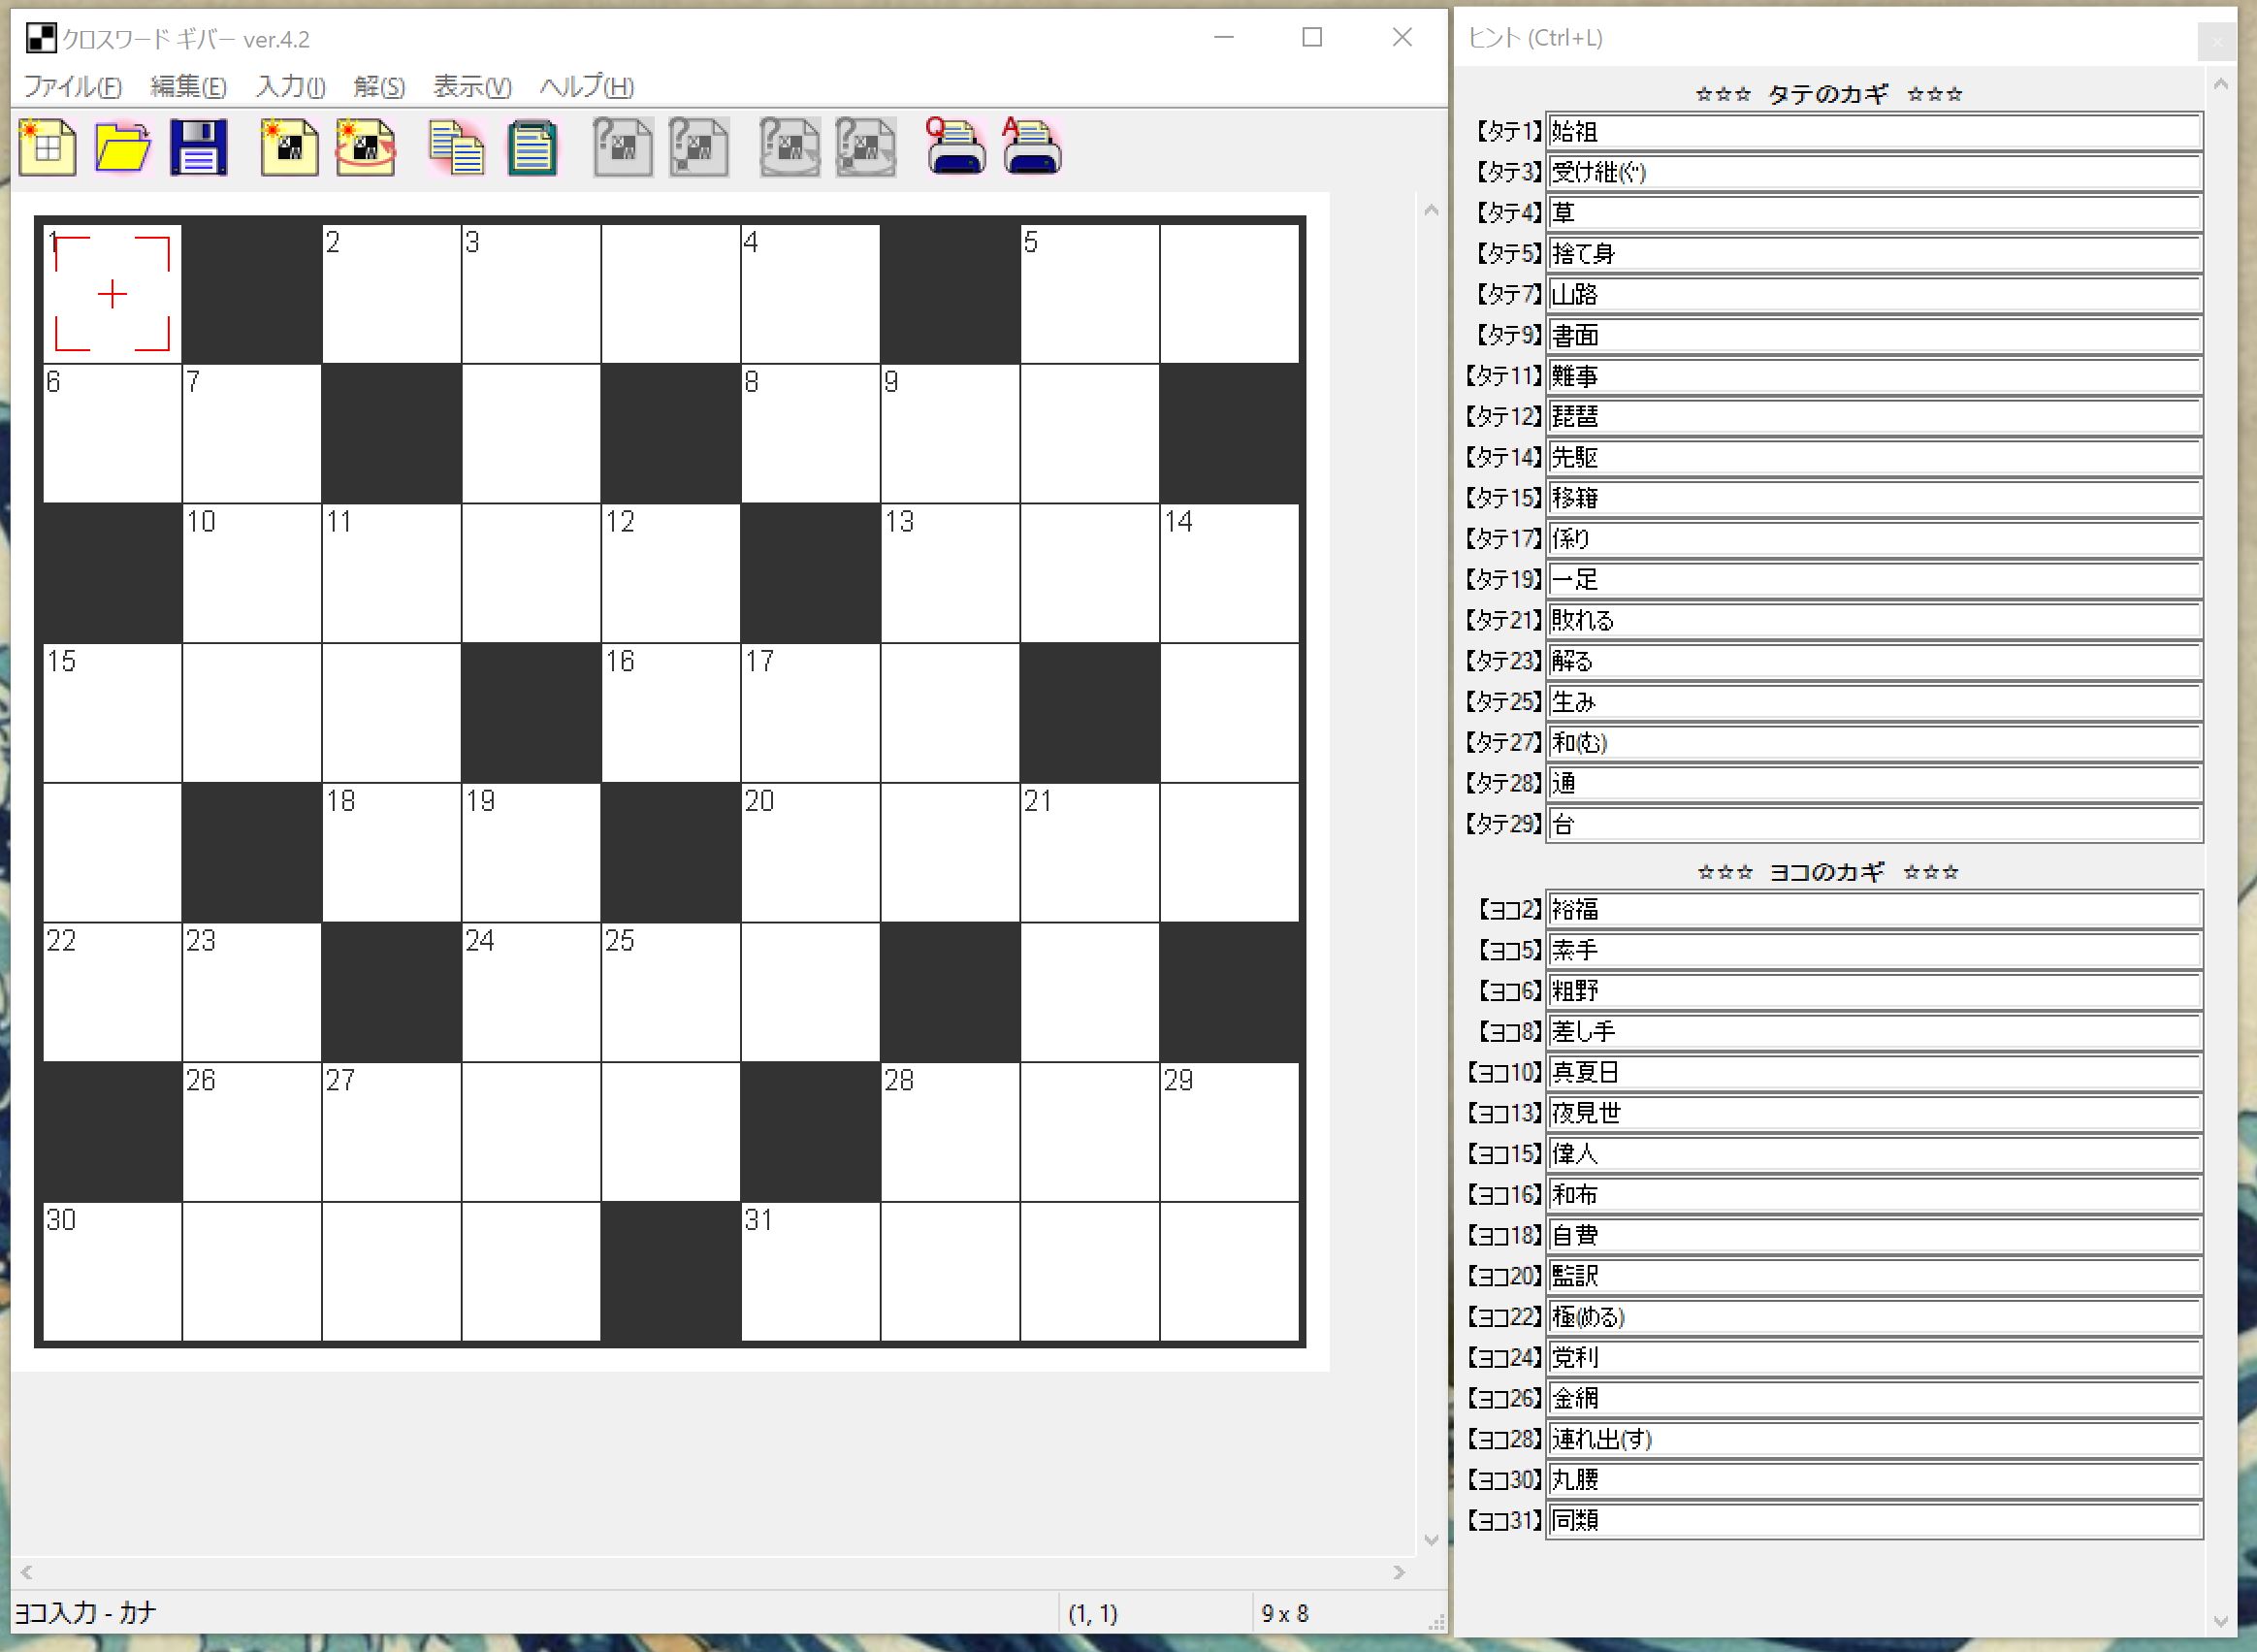 クロスワード ギバー ver.4.2
ファイル(F) 編集(E) 入力(I) 解(S) 表示(V) ヘルプ(H)
1 2 3 4 5
6 7 8 9
10 11 12 13 14
15 16 17
18 19 20 21
22 23 24 25
26 27 28 29
30 31
ヨコ入力 - カナ (1, 1) 9 x 8
ヒント (Ctrl+L)
☆☆☆ タテのカギ ☆☆☆
【タテ1】始祖
【タテ3】受け継(ぐ)
【タテ4】草
【タテ5】捨て身
【タテ7】山路
【タテ9】書面
【タテ11】難事
【タテ12】琵琶
【タテ14】先駆
【タテ15】移籍
【タテ17】係り
【タテ19】一足
【タテ21】敗れる
【タテ23】解る
【タテ25】生み
【タテ27】和(む)
【タテ28】通
【タテ29】台
☆☆☆ ヨコのカギ ☆☆☆
【ヨコ2】裕福
【ヨコ5】素手
【ヨコ6】粗野
【ヨコ8】差し手
【ヨコ10】真夏日
【ヨコ13】夜見世
【ヨコ15】偉人
【ヨコ16】和布
【ヨコ18】自費
【ヨコ20】監訳
【ヨコ22】極(める)
【ヨコ24】党利
【ヨコ26】金網
【ヨコ28】連れ出(す)
【ヨコ30】丸腰
【ヨコ31】同類